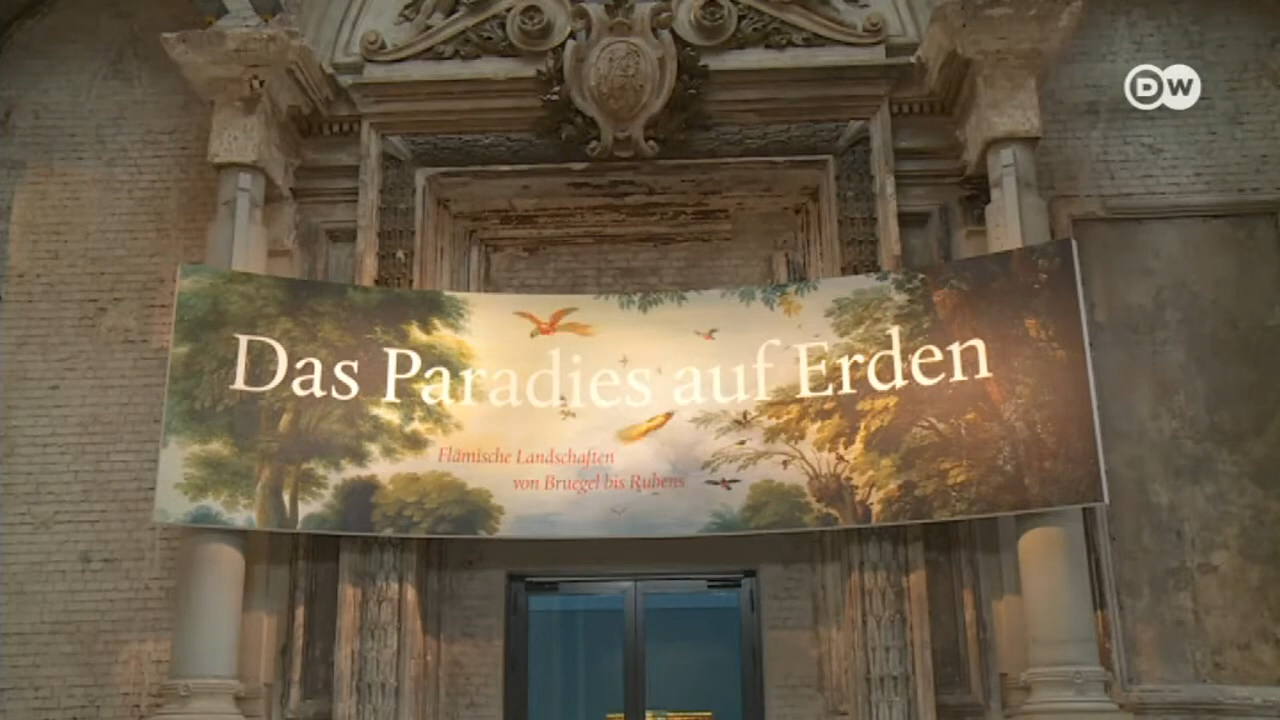 DW
Das Paradies auf Erden
Flämische Landschaften
von Bruegel bis Rubens